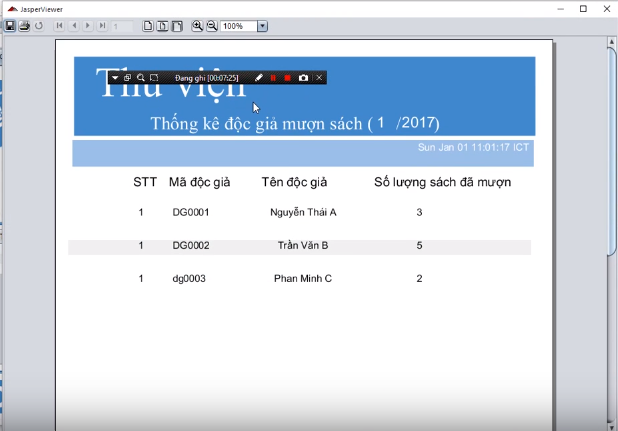 JasperViewer
1
100%
Đang ghi [00:07:25]
Thư viện
Thống kê độc giả mượn sách ( 1 /2017)
Sun Jan 01 11:01:17 ICT
STT Mã độc giả Tên độc giả Số lượng sách đã mượn
1 DG0001 Nguyễn Thái A 3
1 DG0002 Trần Văn B 5
1 dg0003 Phan Minh C 2